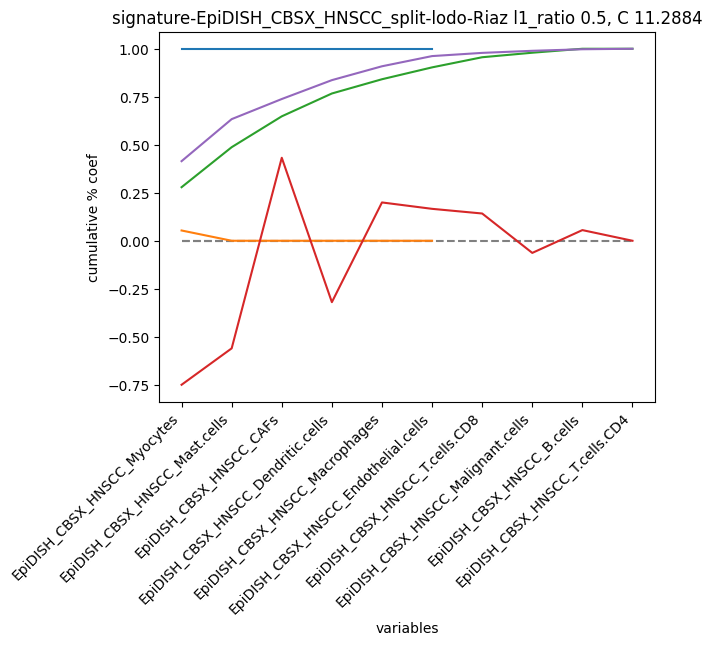 signature-EpiDISH_CBSX_HNSCC_split-lodo-Riaz l1_ratio 0.5, C 11.2884
cumulative % coef
1.00
0.75
0.50
0.25
0.00
−0.25
−0.50
−0.75
EpiDISH_CBSX_HNSCC_Myocytes
EpiDISH_CBSX_HNSCC_Mast.cells
EpiDISH_CBSX_HNSCC_CAFs
EpiDISH_CBSX_HNSCC_Dendritic.cells
EpiDISH_CBSX_HNSCC_Macrophages
EpiDISH_CBSX_HNSCC_Endothelial.cells
EpiDISH_CBSX_HNSCC_T.cells.CD8
EpiDISH_CBSX_HNSCC_Malignant.cells
EpiDISH_CBSX_HNSCC_B.cells
EpiDISH_CBSX_HNSCC_T.cells.CD4
variables